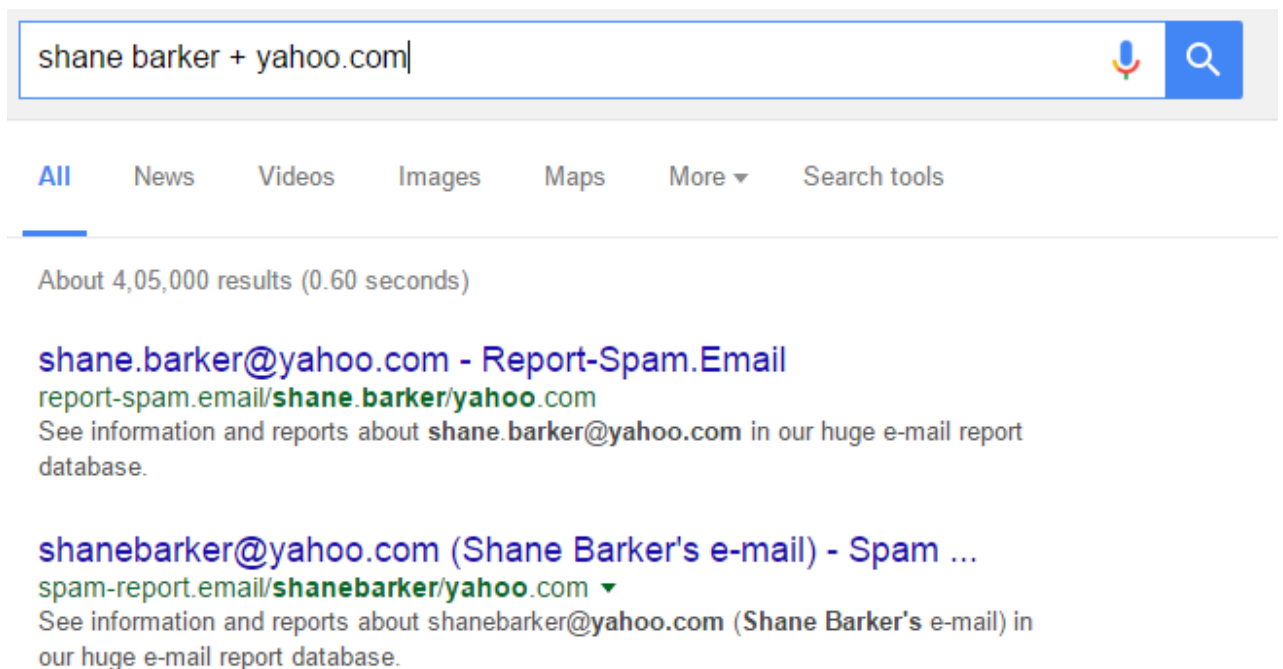 shane barker + yahoo.com
All News Videos Images Maps More Search tools
About 4,05,000 results (0.60 seconds)
shane.barker@yahoo.com - Report-Spam.Email
report-spam.email/shane.barker/yahoo.com
See information and reports about shane.barker@yahoo.com in our huge e-mail report
database.
shanebarker@yahoo.com (Shane Barker's e-mail) - Spam ...
spam-report.email/shanebarker/yahoo.com
See information and reports about shanebarker@yahoo.com (Shane Barker's e-mail) in
our huge e-mail report database.